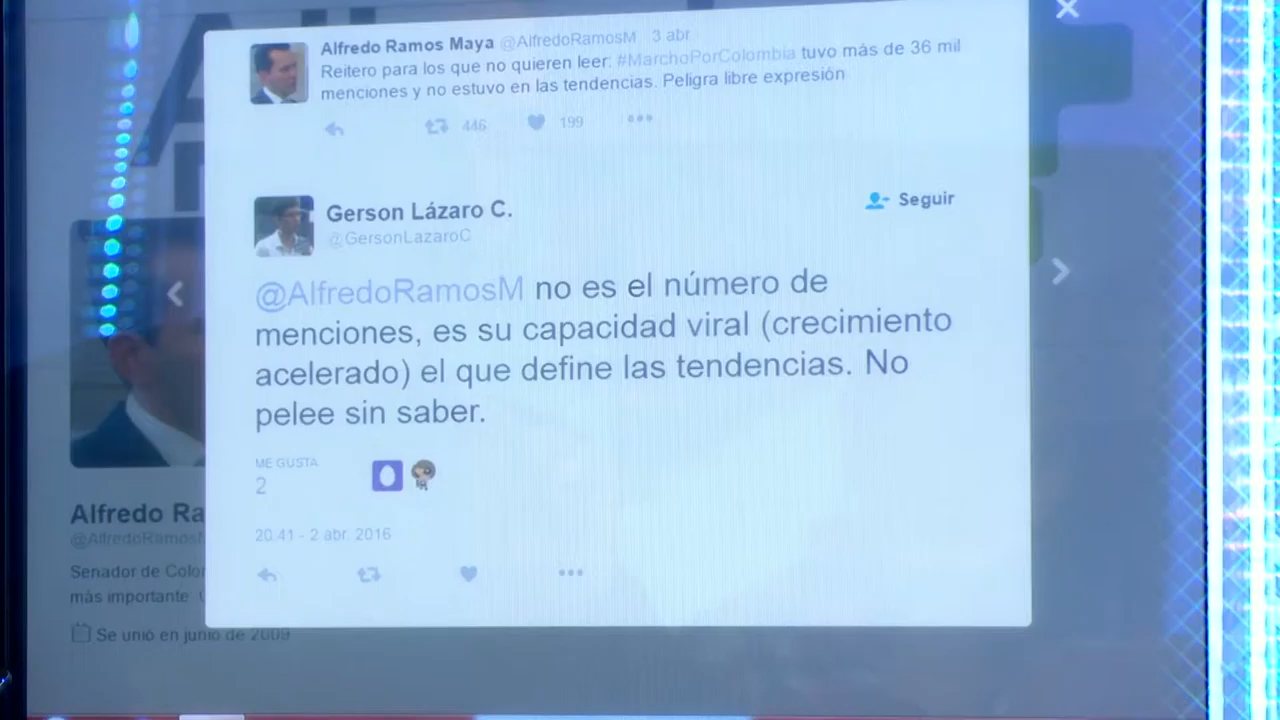 Alfredo Ramos Maya @AlfredoRamosM 3 abr.
Reitero para los que no quieren leer: #MarchoPorColombia tuvo más de 36 mil
menciones y no estuvo en las tendencias. Peligra libre expresión
446 199
Gerson Lázaro C.
@GersonLazaroC
Seguir
@AlfredoRamosM no es el número de
menciones, es su capacidad viral (crecimiento
acelerado) el que define las tendencias. No
pelee sin saber.
ME GUSTA
2
20:41 - 2 abr. 2016
Alfredo Ra
@AlfredoRamos
Senador de Color
más importante
Se unió en junio de 2009